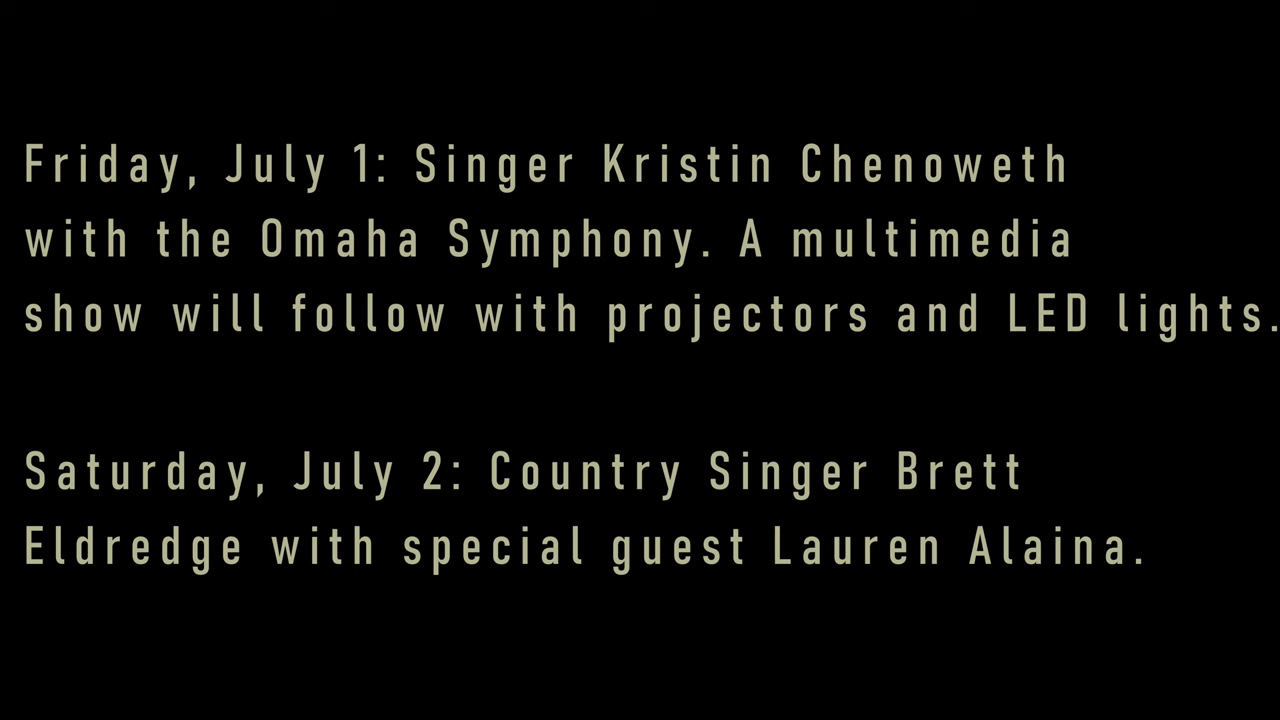 Friday, July 1: Singer Kristin Chenoweth
with the Omaha Symphony. A multimedia
show will follow with projectors and LED lights.
Saturday, July 2: Country Singer Brett
Eldredge with special guest Lauren Alaina.